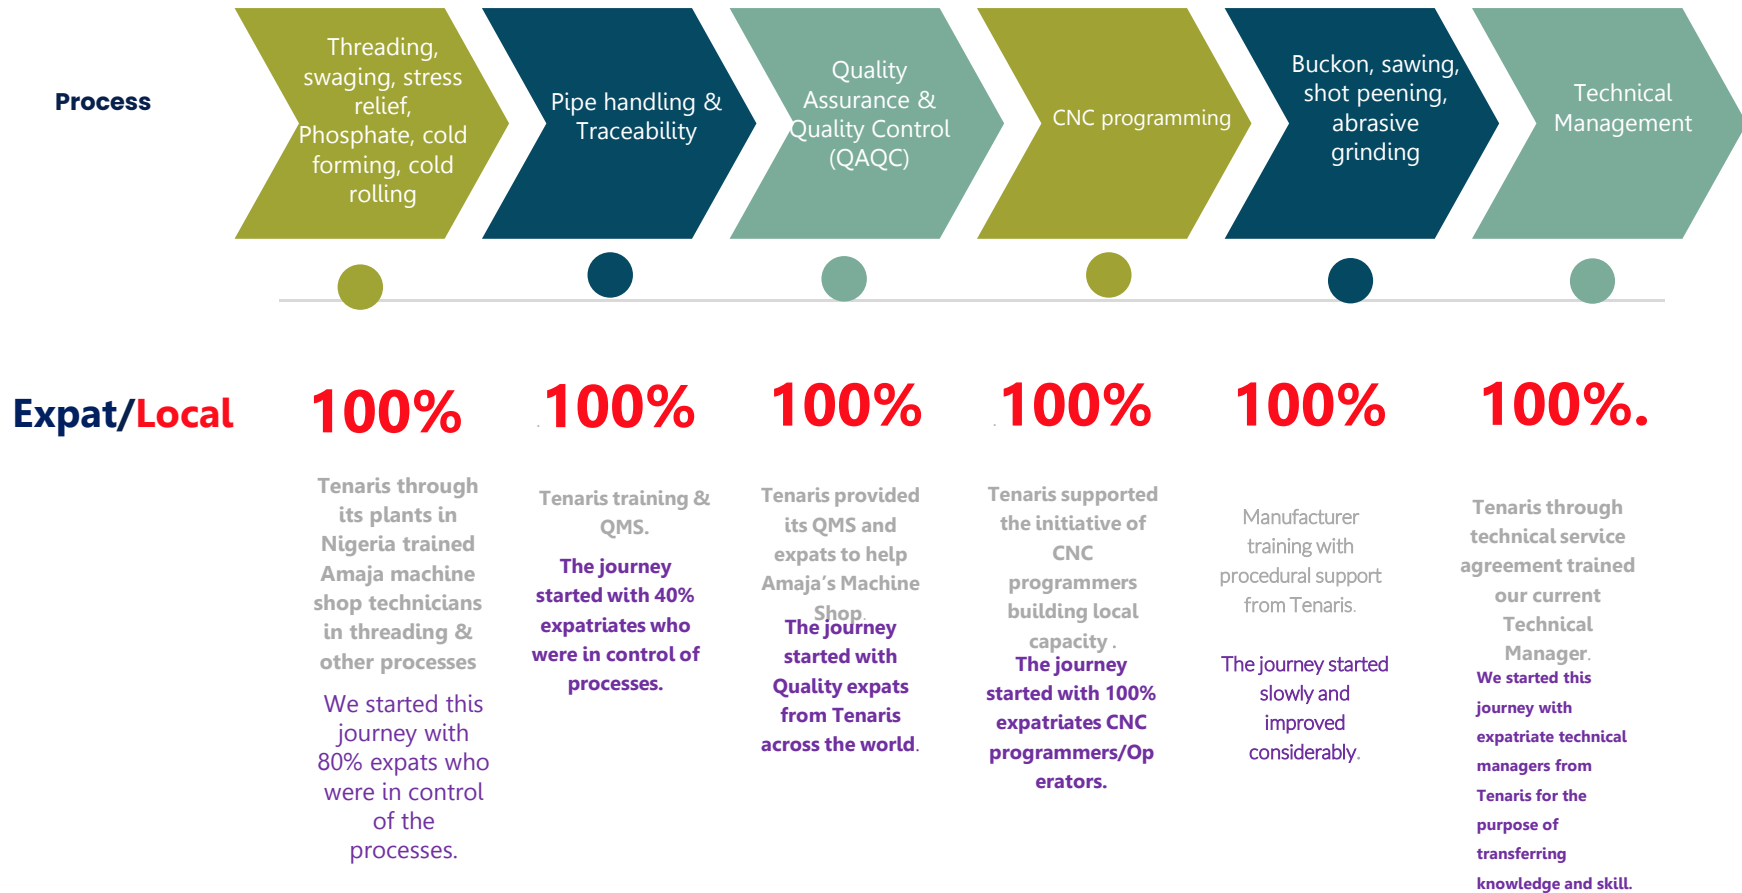 Process
Threading,
swaging, stress
relief,
Phosphate, cold
forming, cold
rolling
Pipe handling &
Traceability
Quality
Assurance &
Quality Control
(QAQC)
CNC programming
Buckon, sawing,
shot peening,
abrasive
grinding
Technical
Management
Expat/Local
100%
. 100%
100%
. 100%
100%
100%.
Tenaris through
its plants in
Nigeria trained
Amaja machine
shop technicians
in threading &
other processes
We started this
journey with
80% expats who
were in control
of the
processes.
Tenaris training &
QMS.
The journey
started with 40%
expatriates who
were in control of
processes.
Tenaris provided
its QMS and
expats to help
Amaja’s Machine
Shop.
The journey
started with
Quality expats
from Tenaris
across the world.
Tenaris supported
the initiative of
CNC
programmers
building local
capacity .
The journey
started with 100%
expatriates CNC
programmers/Op
erators.
Manufacturer
training with
procedural support
from Tenaris.
The journey started
slowly and
improved
considerably.
Tenaris through
technical service
agreement trained
our current
Technical
Manager.
We started this
journey with
expatriate technical
managers from
Tenaris for the
purpose of
transferring
knowledge and skill.